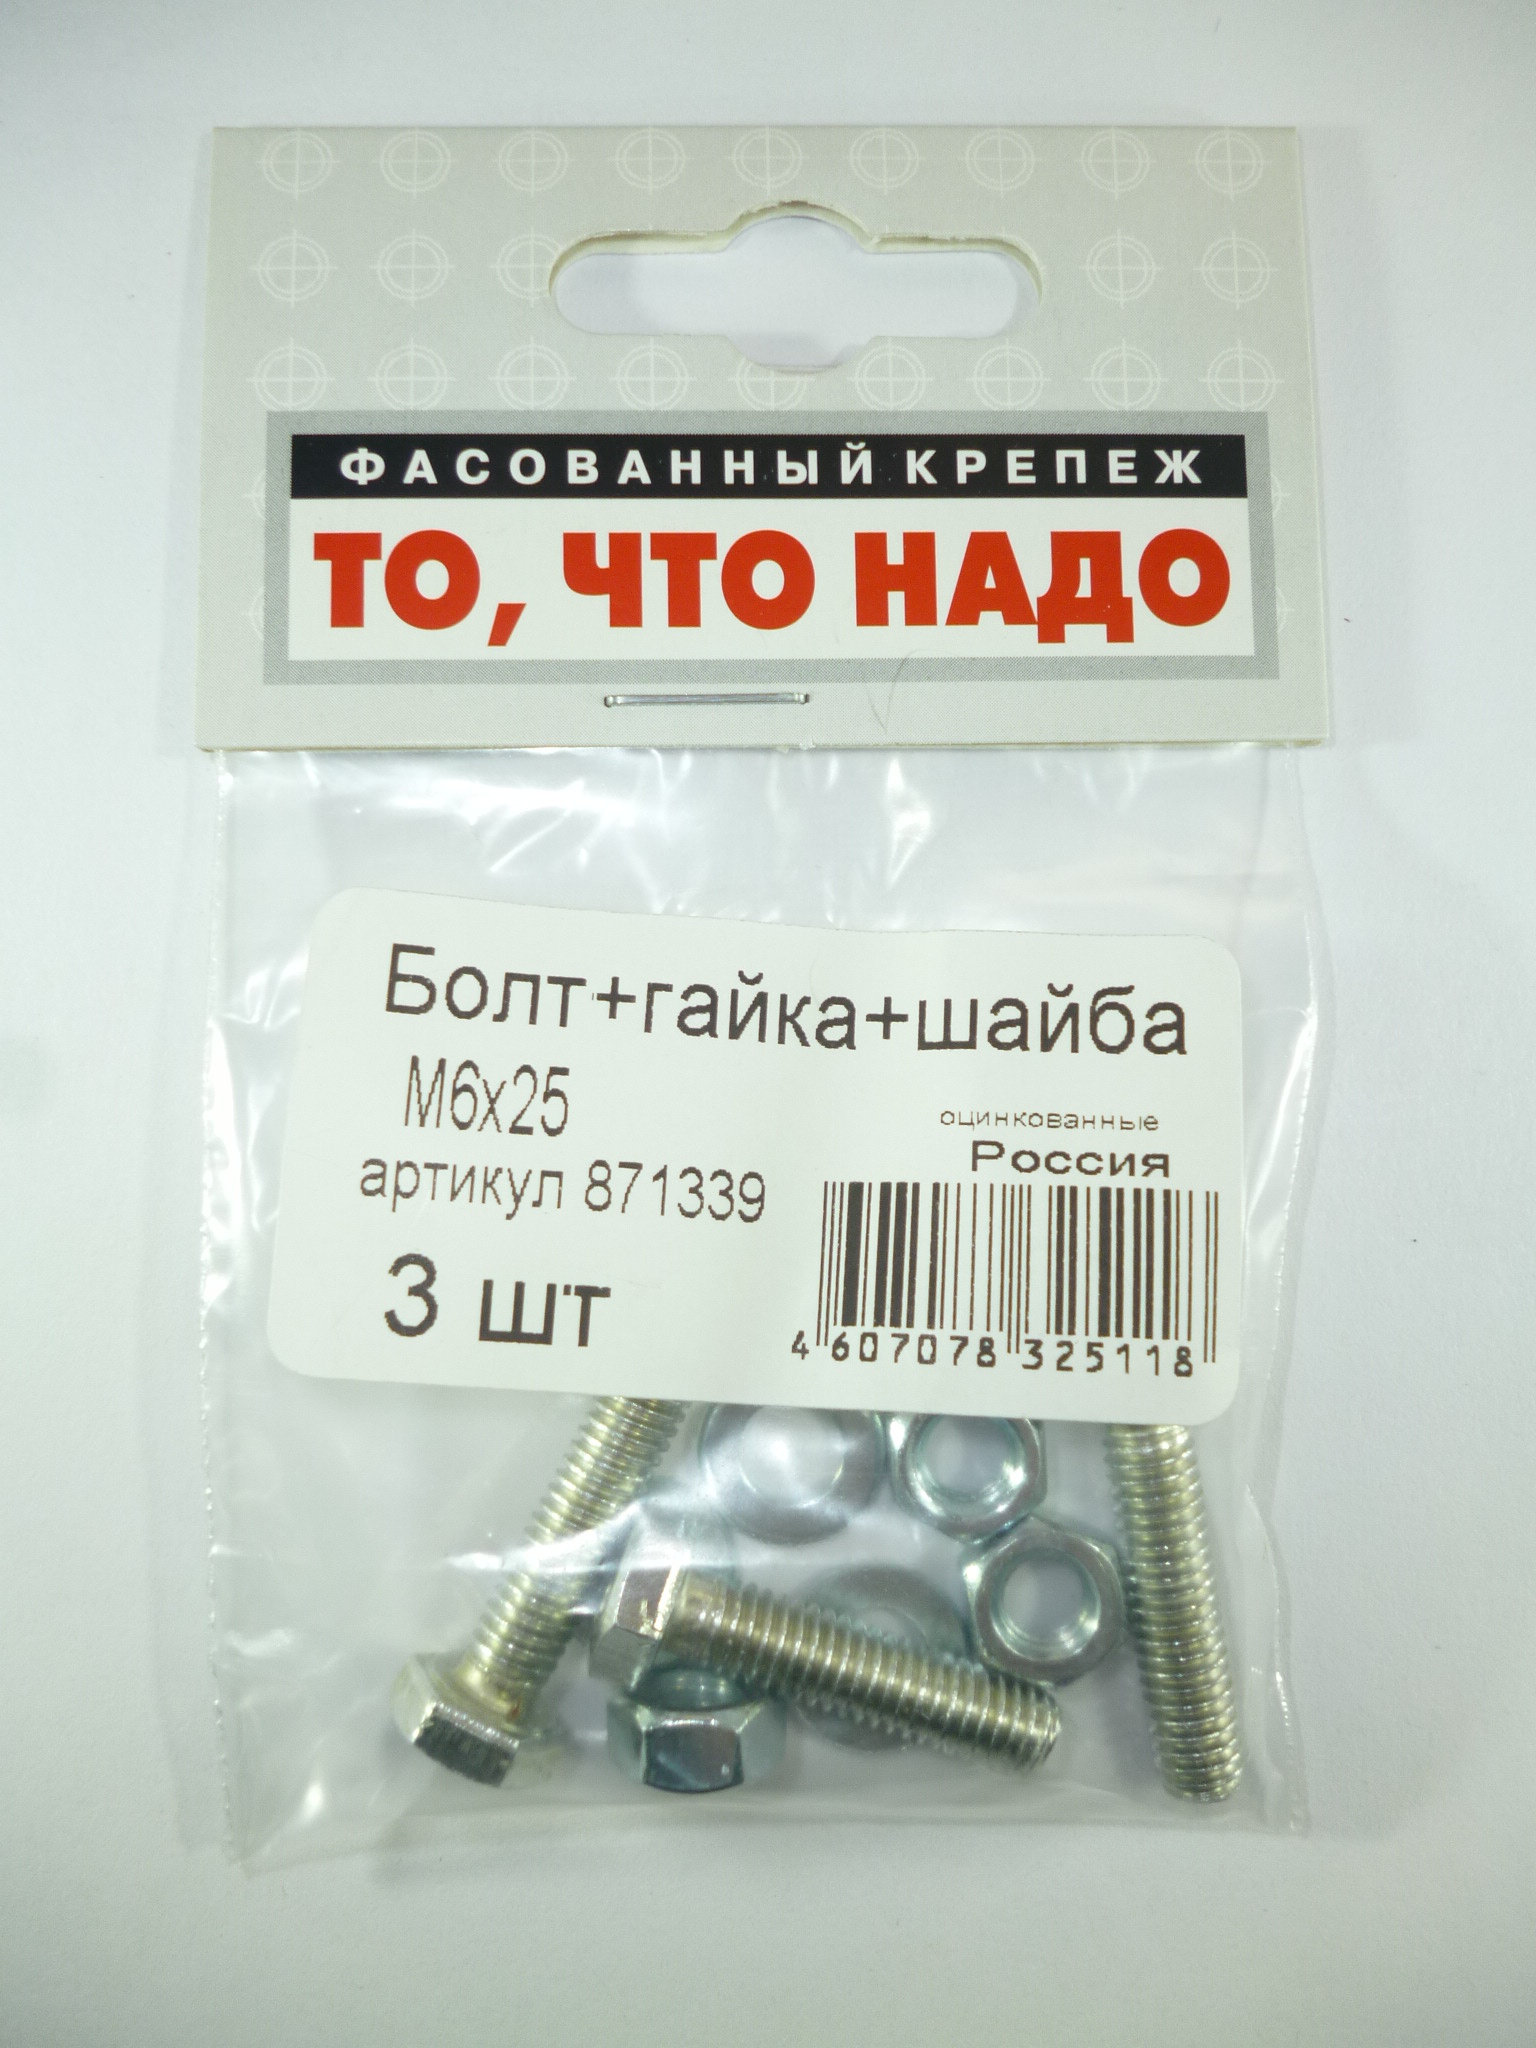 ФАСОВАННЫЙ КРЕПЕЖ
ТО, ЧТО НАДО
Болт+гайка+шайба
М6х25
оцинкованные
Россия
артикул 871339
3 шт
4 607078 325118